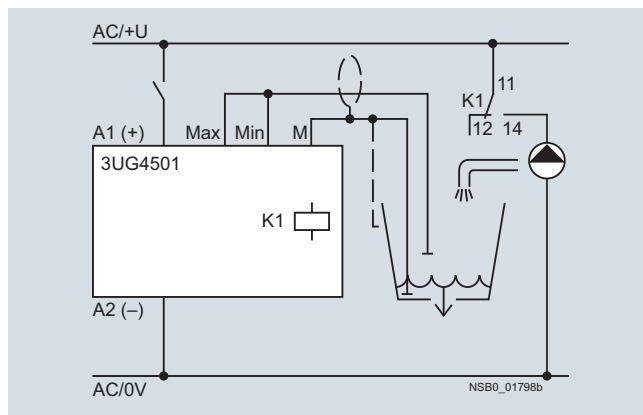 AC/+U
11
K1
12 14
A1 (+) Max Min M
3UG4501
K1
A2 (–)
AC/0V
NSB0_01798b